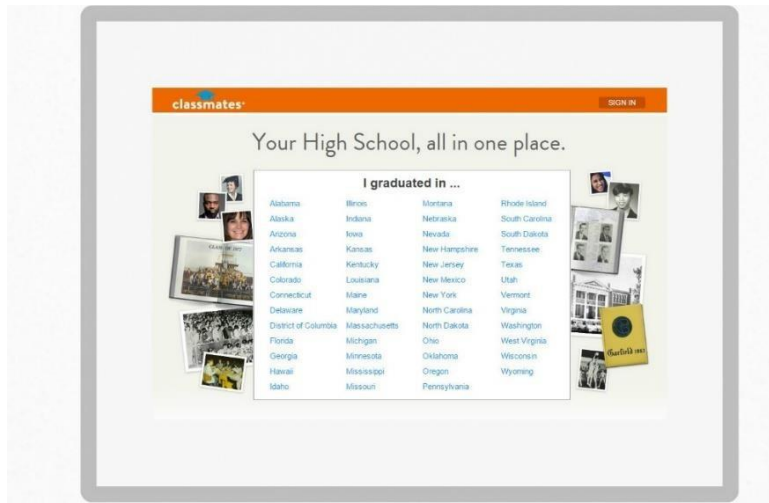 classmates
SIGN IN
Your High School, all in one place.
I graduated in ...
Alabama
Alaska
Arizona
Arkansas
California
Colorado
Connecticut
Delaware
District of Columbia
Florida
Georgia
Hawaii
Idaho
Illinois
Indiana
Iowa
Kansas
Kentucky
Louisiana
Maine
Maryland
Massachusetts
Michigan
Minnesota
Mississippi
Missouri
Montana
Nebraska
Nevada
New Hampshire
New Jersey
New Mexico
New York
North Carolina
North Dakota
Ohio
Oklahoma
Oregon
Pennsylvania
Rhode Island
South Carolina
South Dakota
Tennessee
Texas
Utah
Vermont
Virginia
Washington
West Virginia
Wisconsin
Wyoming
CLASS OF
Garfield